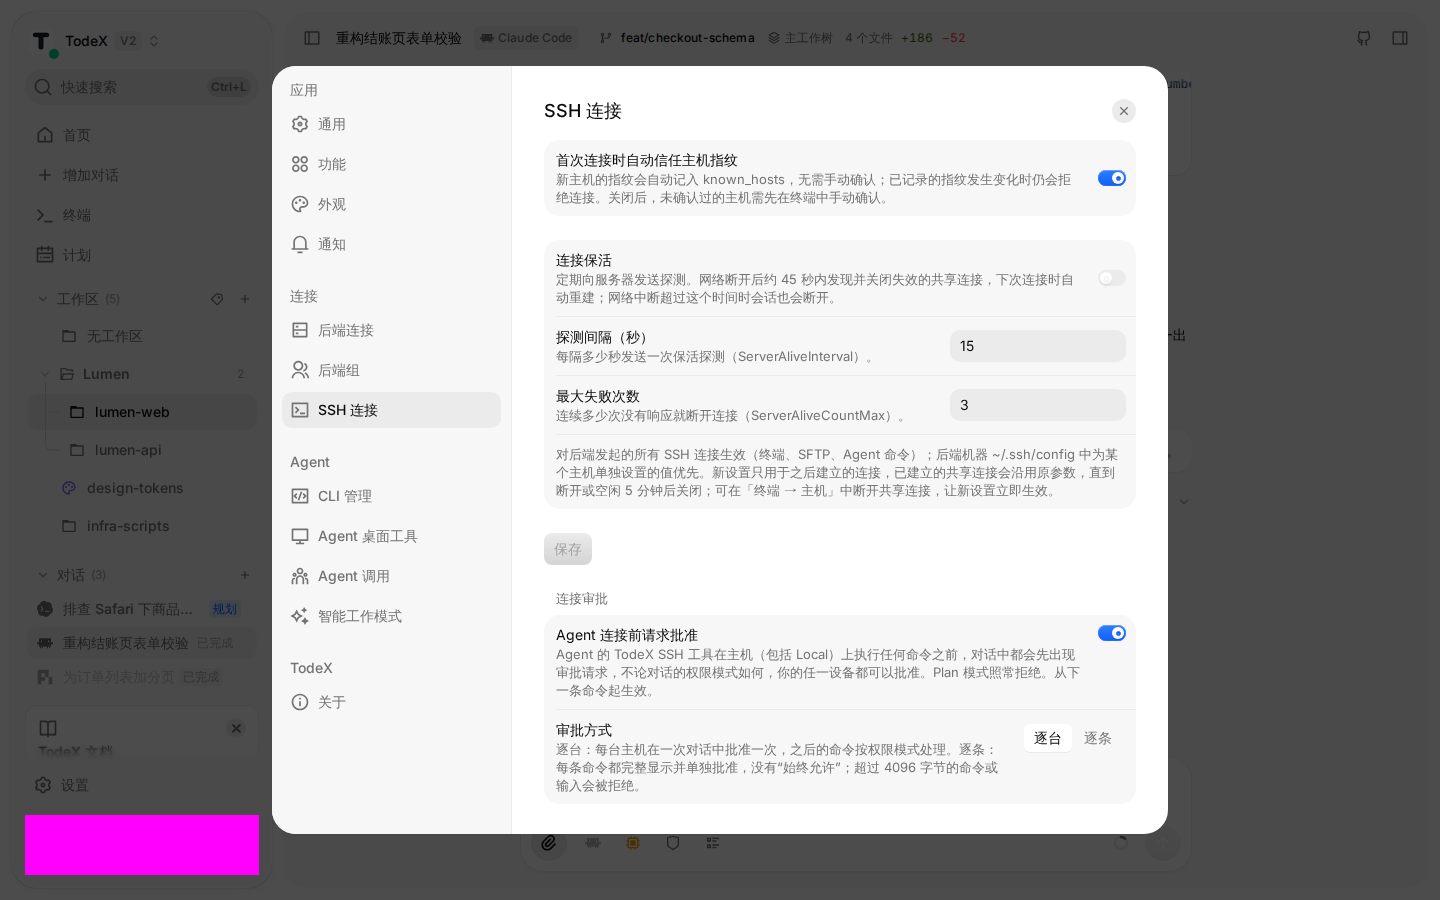 TodeX V2
快速搜索 Ctrl+L
首页
增加对话
终端
计划
工作区 (5)
无工作区
Lumen 2
lumen-web
lumen-api
design-tokens
infra-scripts
对话 (3)
排查 Safari 下商品... 规划
重构结账页表单校验 已完成
为订单列表加分页 已完成
TodeX 文档
设置
重构结账页表单校验 Claude Code feat/checkout-schema 主工作树 4 个文件 +186 −52
应用
通用
功能
外观
通知
连接
后端连接
后端组
SSH 连接
Agent
CLI 管理
Agent 桌面工具
Agent 调用
智能工作模式
TodeX
关于
SSH 连接
首次连接时自动信任主机指纹
新主机的指纹会自动记入 known_hosts，无需手动确认；已记录的指纹发生变化时仍会拒
绝连接。关闭后，未确认过的主机需先在终端中手动确认。
连接保活
定期向服务器发送探测。网络断开后约 45 秒内发现并关闭失效的共享连接，下次连接时自
动重建；网络中断超过这个时间时会话也会断开。
探测间隔（秒）
每隔多少秒发送一次保活探测（ServerAliveInterval）。
15
最大失败次数
连续多少次没有响应就断开连接（ServerAliveCountMax）。
3
对后端发起的所有 SSH 连接生效（终端、SFTP、Agent 命令）；后端机器 ~/.ssh/config 中为某
个主机单独设置的值优先。新设置只用于之后建立的连接，已建立的共享连接会沿用原参数，直到
断开或空闲 5 分钟后关闭；可在「终端 → 主机」中断开共享连接，让新设置立即生效。
保存
连接审批
Agent 连接前请求批准
Agent 的 TodeX SSH 工具在主机（包括 Local）上执行任何命令之前，对话中都会先出现
审批请求，不论对话的权限模式如何，你的任一设备都可以批准。Plan 模式照常拒绝。从下
一条命令起生效。
审批方式
逐台：每台主机在一次对话中批准一次，之后的命令按权限模式处理。逐条：
每条命令都完整显示并单独批准，没有“始终允许”；超过 4096 字节的命令或
输入会被拒绝。
逐台 逐条